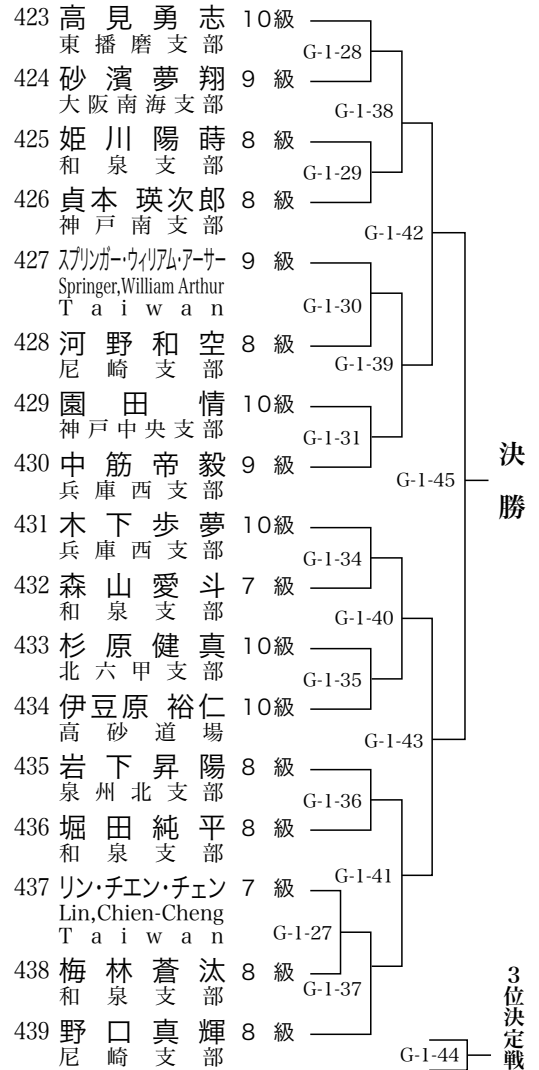 423 高見勇志 10級
東播磨支部
G-1-28
424 砂濱夢翔 9 級
大阪南海支部
G-1-38
425 姫川陽蒔 8 級
和泉支部
G-1-29
426 貞本 瑛次郎 8 級
神戸南支部
G-1-42
427 スプリンガー・ウィリアム・アーサー 9 級
Springer,William Arthur
Taiwan
G-1-30
428 河野和空 8 級
尼崎支部
G-1-39
429 園田情 10級
神戸中央支部
G-1-31
430 中筋帝毅 9 級
兵庫西支部
G-1-45
決勝
431 木下歩夢 10級
兵庫西支部
G-1-34
432 森山愛斗 7 級
和泉支部
G-1-40
433 杉原健真 10級
北六甲支部
G-1-35
434 伊豆原 裕仁 10級
高砂道場
G-1-43
435 岩下昇陽 8 級
泉州北支部
G-1-36
436 堀田純平 8 級
和泉支部
G-1-41
437 リン・チエン・チェン 7 級
Lin,Chien-Cheng
Taiwan
G-1-27
438 梅林蒼汰 8 級
和泉支部
G-1-37
439 野口真輝 8 級
尼崎支部
3位決定戦
G-1-44